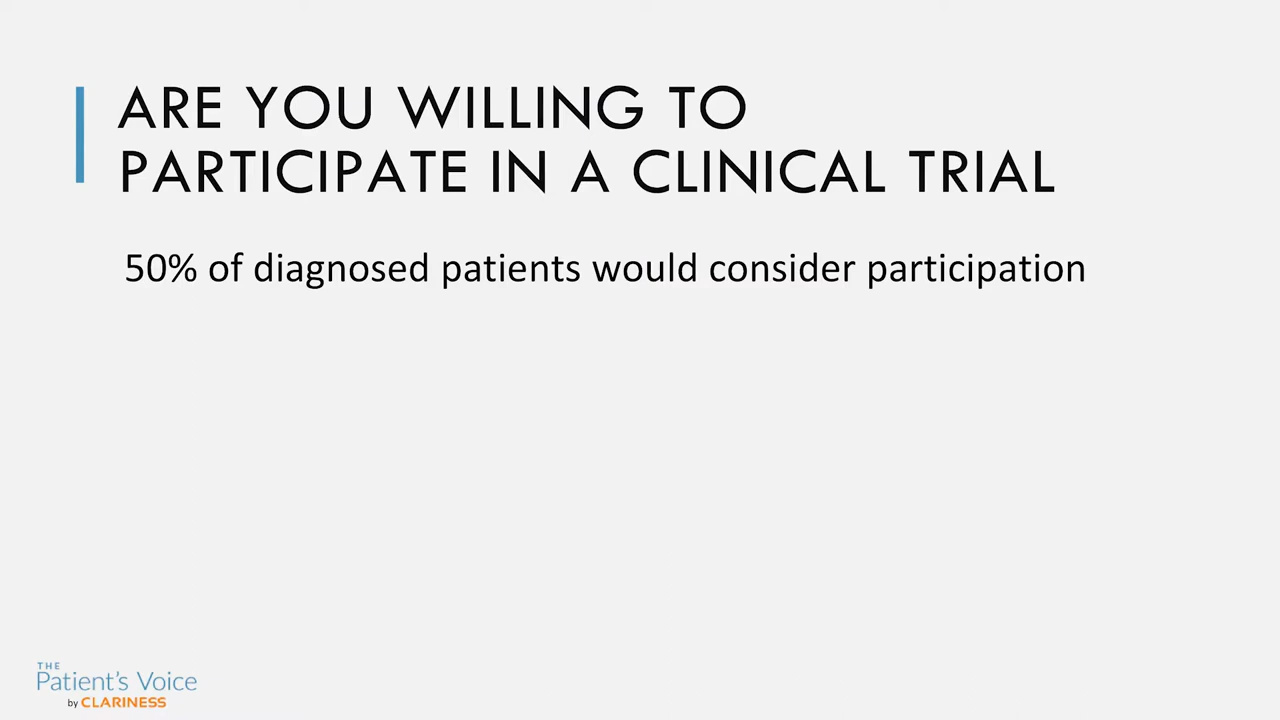 ARE YOU WILLING TO
PARTICIPATE IN A CLINICAL TRIAL
50% of diagnosed patients would consider participation
THE
Patient's Voice
by CLARINESS